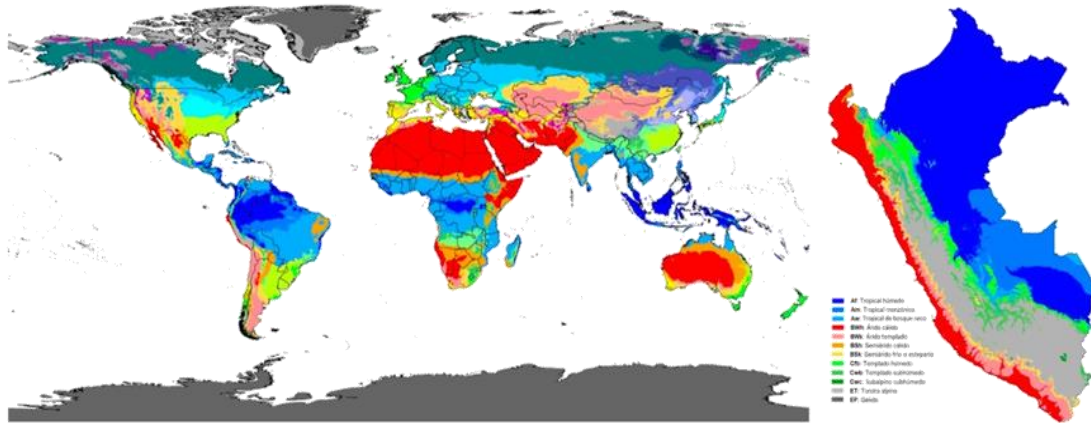 Af: Tropical húmedo
Am: Tropical monzónico
Aw: Tropical de bosque seco
BWh: Árido cálido
BWk: Árido templado
BSh: Semiárido cálido
BSk: Semiárido frío o estepario
Cfb: Templado húmedo
Cwb: Templado subhúmedo
Cwc: Subalpino subhúmedo
ET: Tundra alpina
EF: Gélido